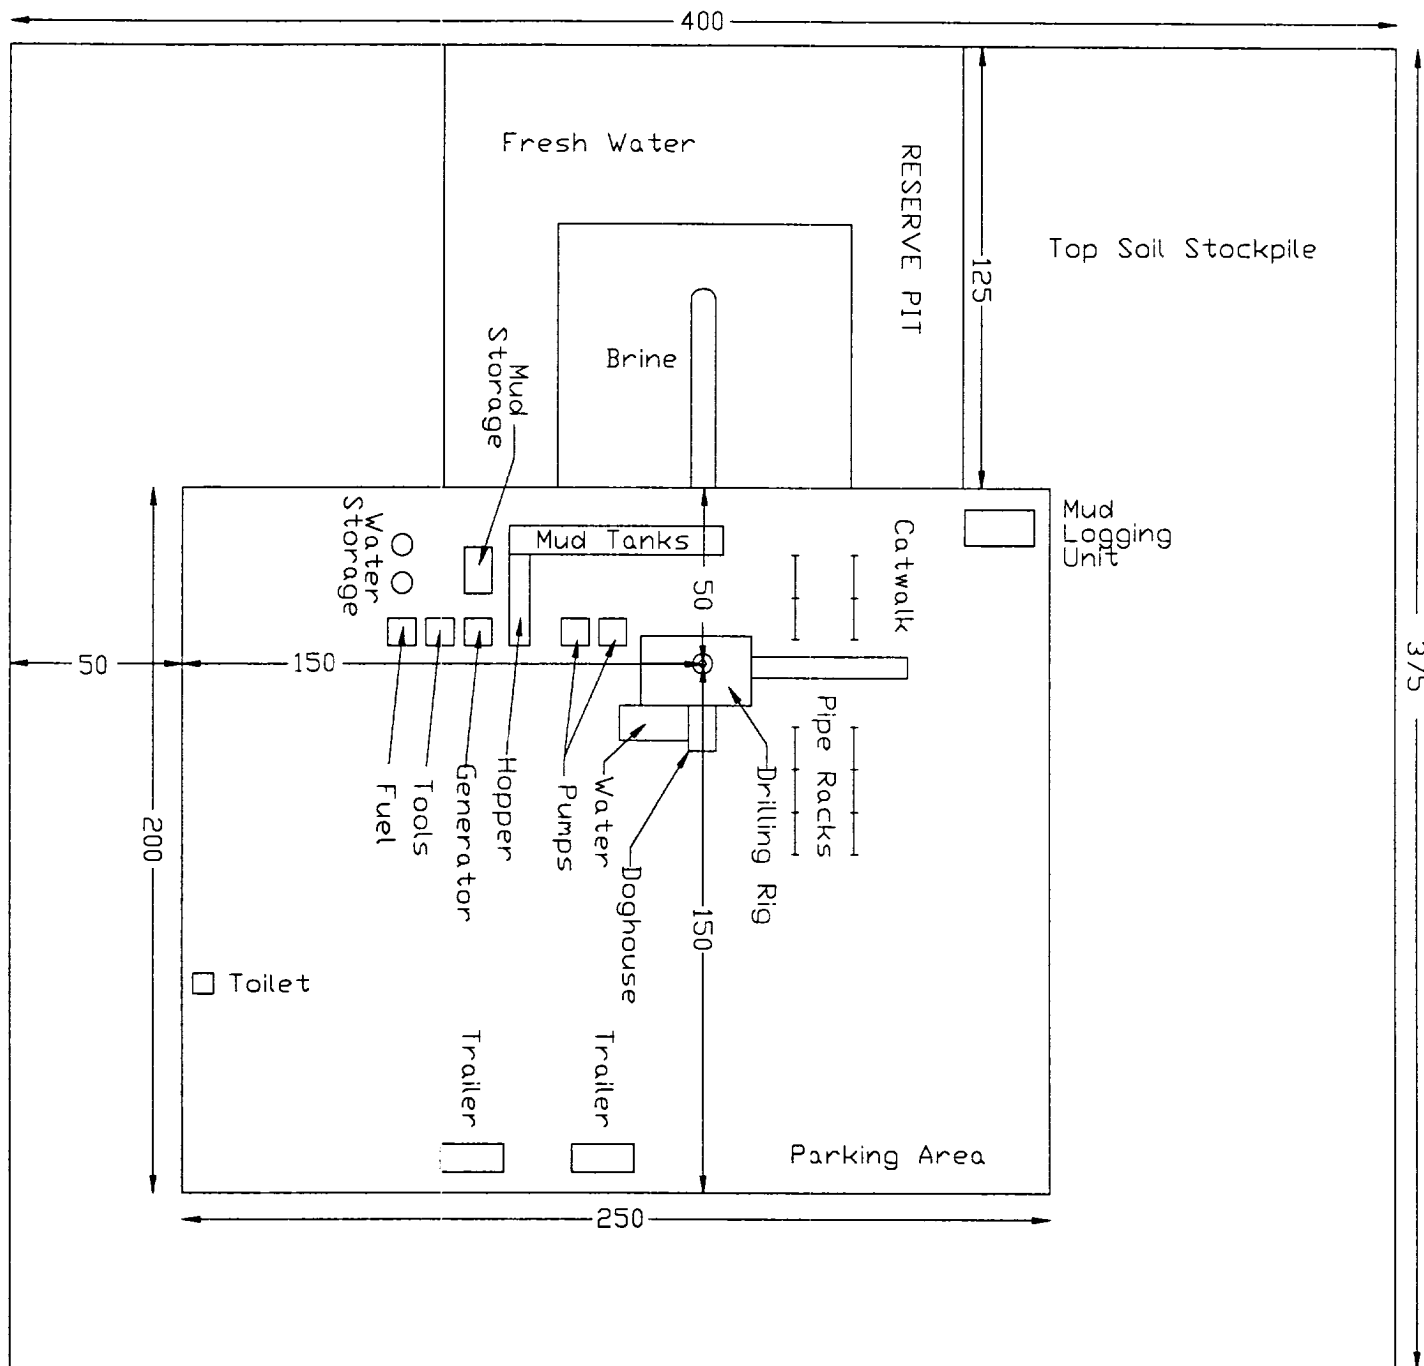 400
Fresh Water
RESERVE PIT
125
Top Soil Stockpile
Brine
Mud
Storage
Water
Storage
Mud Tanks
50
Catwalk
Mud
Logging
Unit
375
50
150
Pipe Racks
Drilling Rig
Fuel
Tools
Generator
Hopper
Pumps
Water
Doghouse
200
150
Toilet
Trailer
Trailer
Parking Area
250